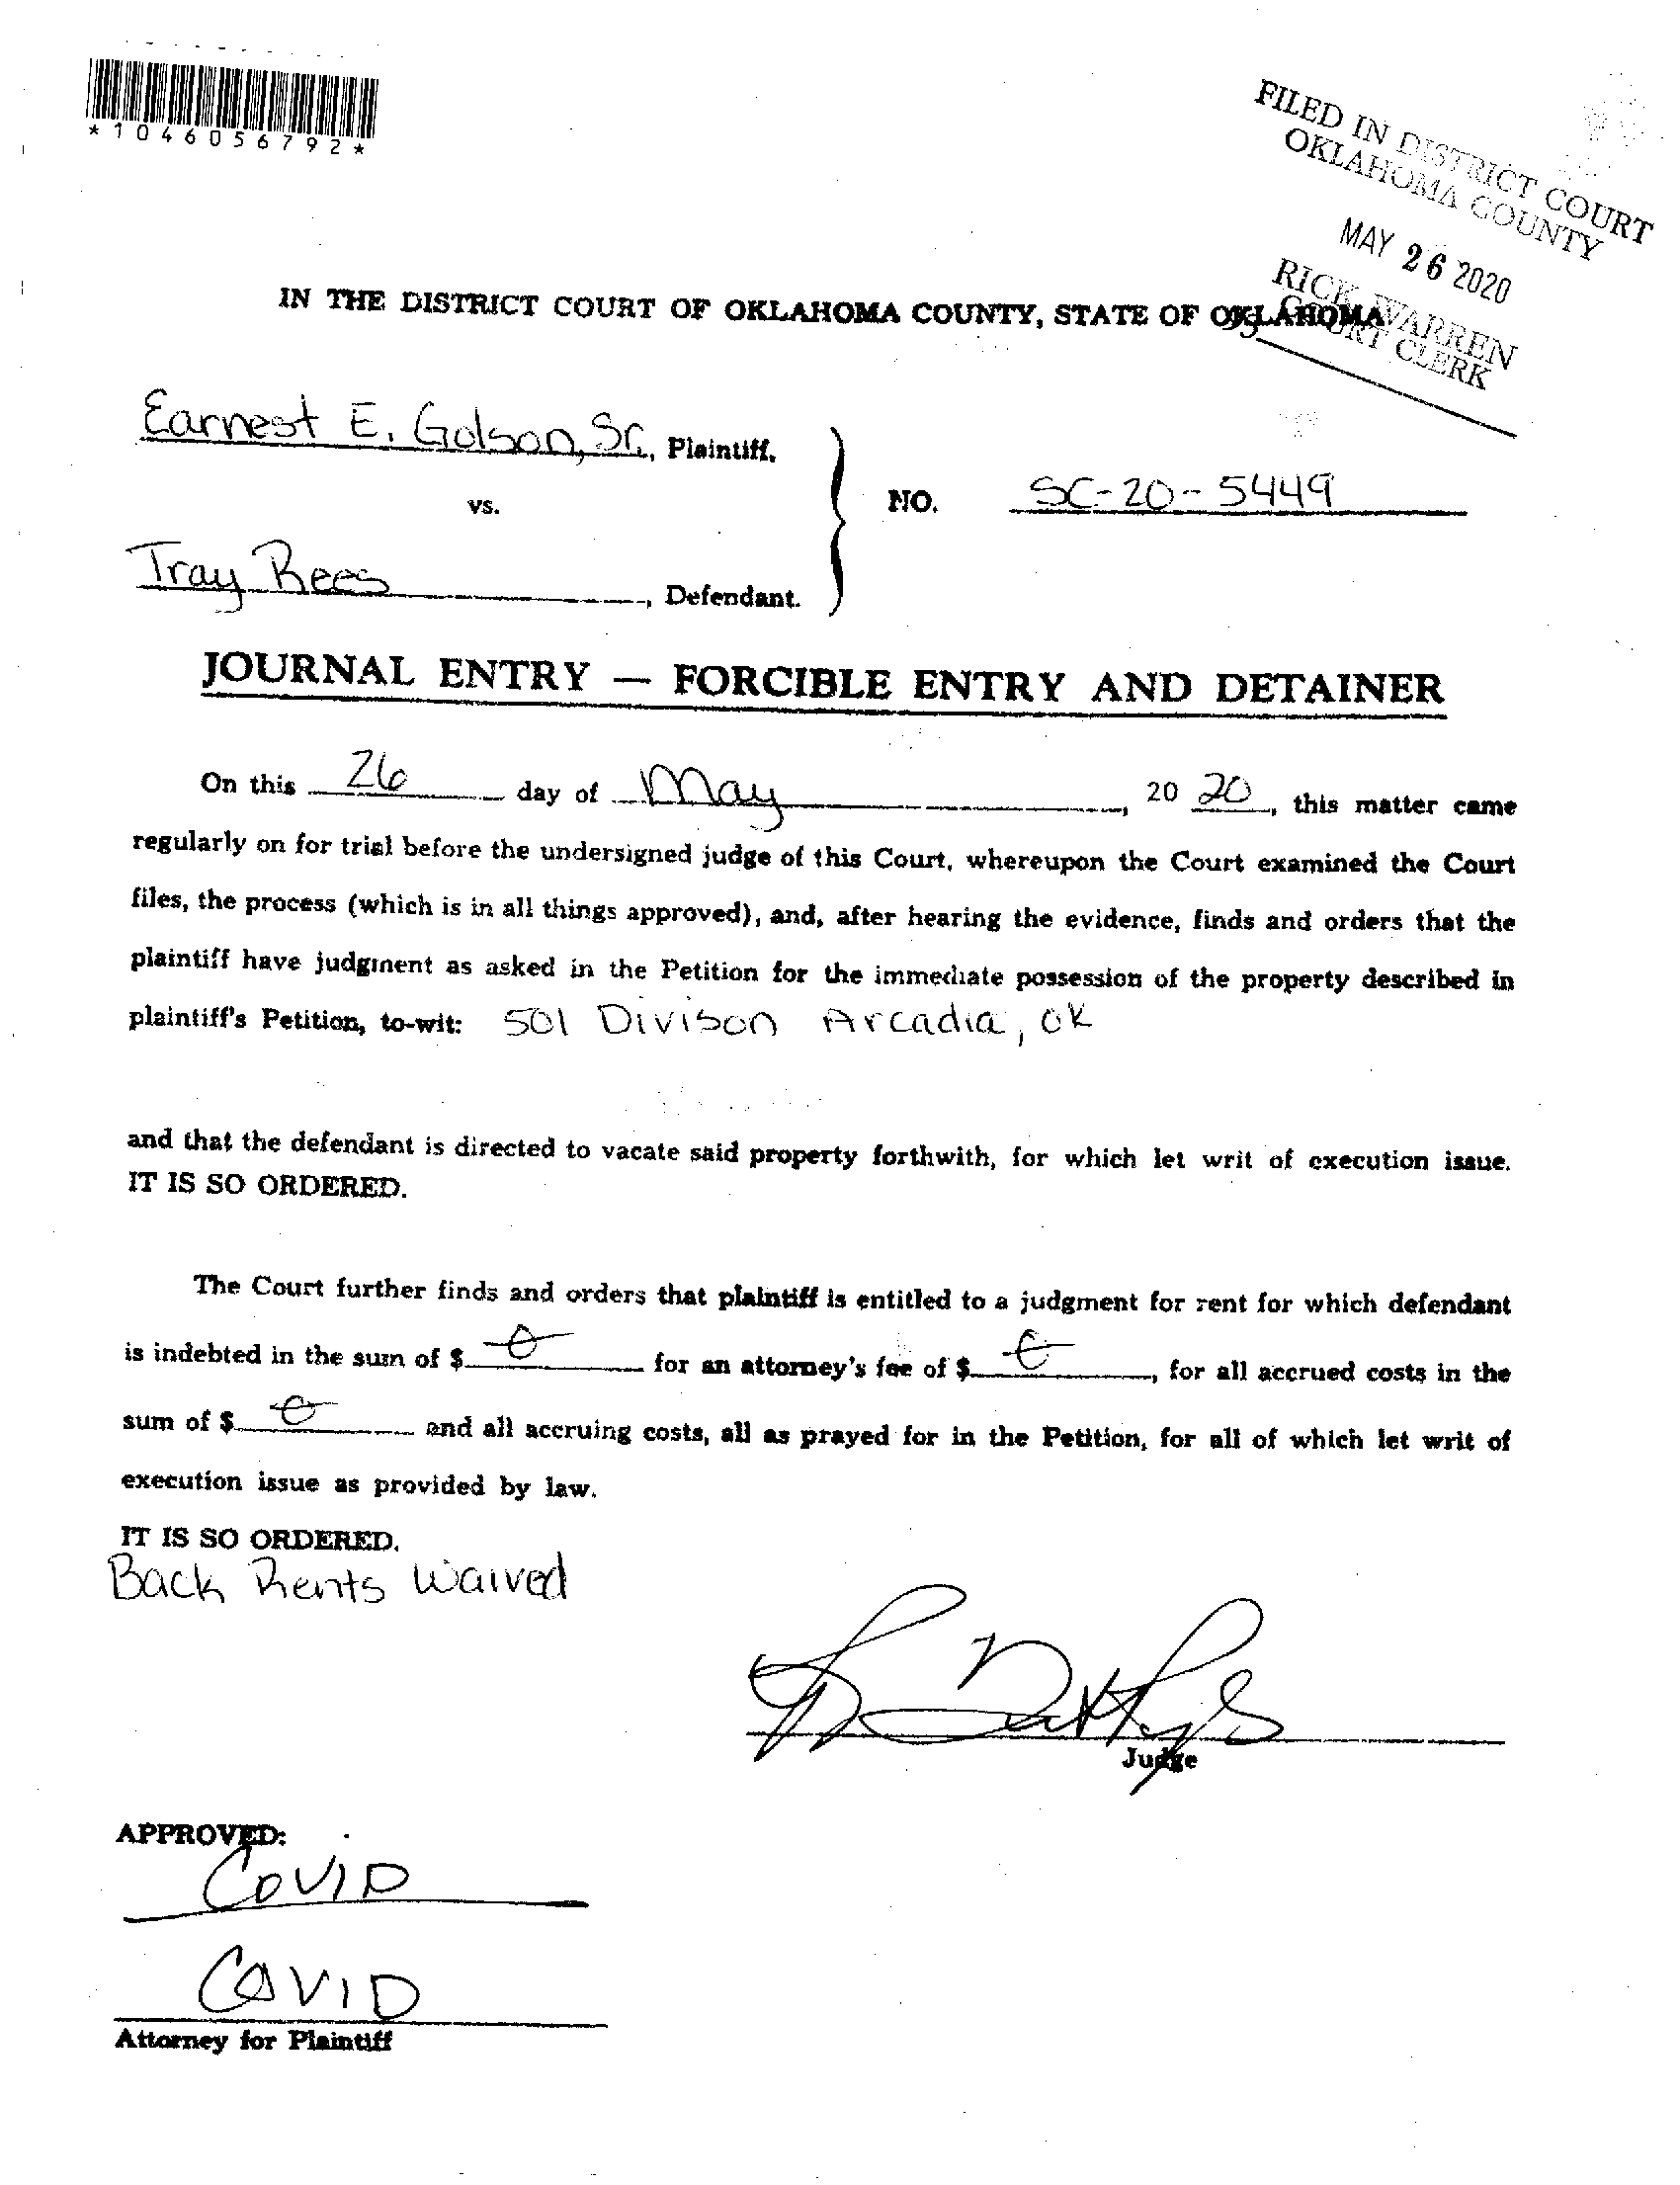 *1046056792*
FILED IN DISTRICT COURT
OKLAHOMA COUNTY
MAY 26 2020
RICK WARREN
COURT CLERK
IN THE DISTRICT COURT OF OKLAHOMA COUNTY, STATE OF OKLAHOMA
Earnest E. Golson, Sr., Plaintiff,
vs.
NO. SC-20-5449
Tray Rees, Defendant.
JOURNAL ENTRY — FORCIBLE ENTRY AND DETAINER
On this 26 day of May, 20 20, this matter came
regularly on for trial before the undersigned judge of this Court, whereupon the Court examined the Court
files, the process (which is in all things approved), and, after hearing the evidence, finds and orders that the
plaintiff have judgment as asked in the Petition for the immediate possession of the property described in
plaintiff's Petition, to-wit: 501 Divison Arcadia, OK
and that the defendant is directed to vacate said property forthwith, for which let writ of execution issue.
IT IS SO ORDERED.
The Court further finds and orders that plaintiff is entitled to a judgment for rent for which defendant
is indebted in the sum of $ 0 for an attorney's fee of $ 0, for all accrued costs in the
sum of $ 0 and all accruing costs, all as prayed for in the Petition, for all of which let writ of
execution issue as provided by law.
IT IS SO ORDERED.
Back Rents Waived
Judge
APPROVED:
COVID
COVID
Attorney for Plaintiff